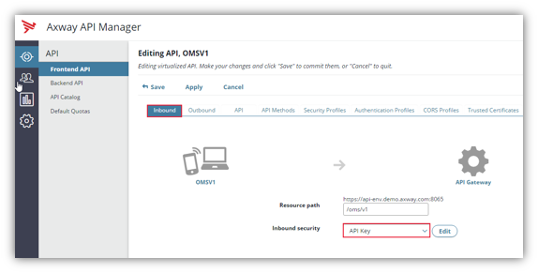 Axway API Manager
API
Frontend API
Backend API
API Catalog
Default Quotas
Editing API, OMSV1
Editing virtualized API. Make your changes and click "Save" to commit them, or "Cancel" to quit.
Save Apply Cancel
Inbound Outbound API API Methods Security Profiles Authentication Profiles CORS Profiles Trusted Certificates
OMSV1 API Gateway
https://api-env.demo.axway.com:8065
Resource path /oms/v1
Inbound security API Key Edit